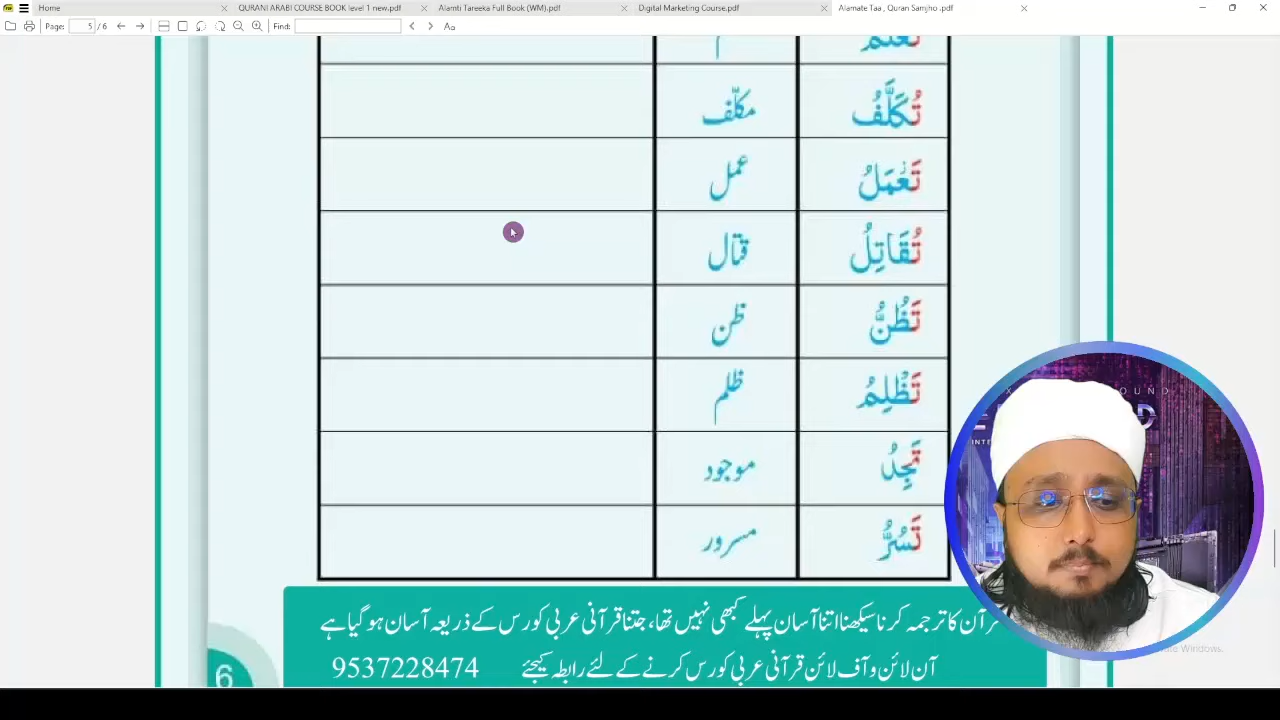 Home QURANI ARABI COURSE BOOK level 1 new.pdf Alamti Tareeka Full Book (WM).pdf Digital Marketing Course.pdf Alamate Taa , Quran Samjho .pdf
Page: 5 / 6 Find: Aa
تُكَلَّفُ مکلّف
تَعْمَلُ عمل
تُقَاتِلُ قتال
تَظُنُّ ظن
تَظْلِمُ ظلم
تَجِدُ موجود
تَسُرُّ مسرور
کا ترجمہ کرنا سیکھنا اتنا آسان پہلے کبھی نہیں تھا، جتنا قرآنی عربی کورس کے ذریعہ آسان ہو گیا ہے
آن لائن و آف لائن قرآنی عربی کورس کرنے کے لئے رابطہ کیجئے 9537228474
6